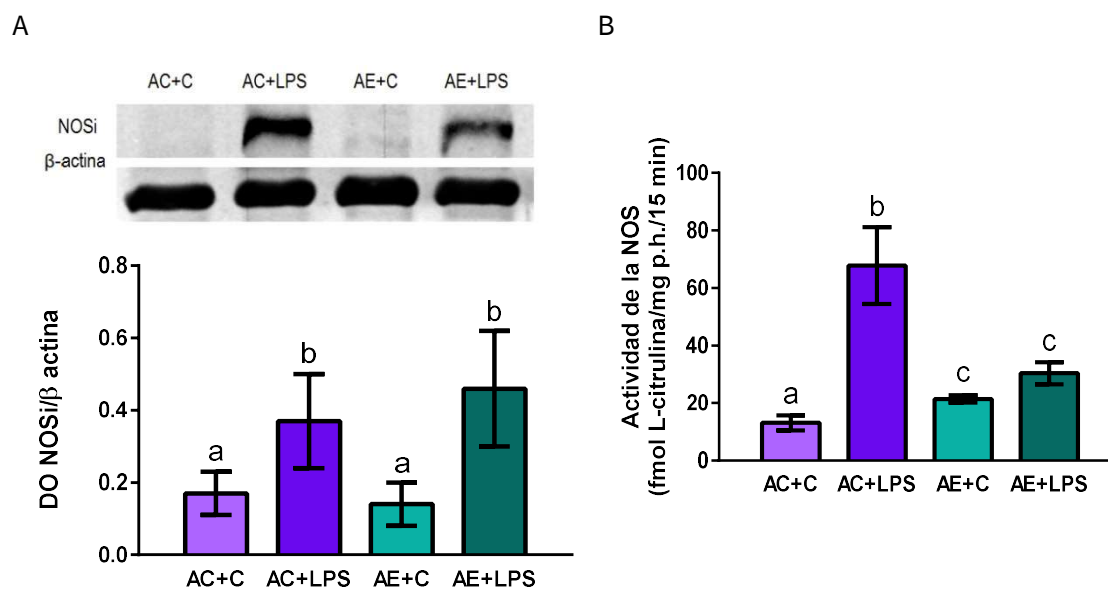 A
B
AC+C AC+LPS AE+C AE+LPS
NOSi
β-actina
DO NOSi/β actina
0.8
0.6
0.4
0.2
0.0
a
b
a
b
AC+C AC+LPS AE+C AE+LPS
Actividad de la NOS
(fmol L-citrulina/mg p.h./15 min)
100
80
60
40
20
0
a
b
c
c
AC+C AC+LPS AE+C AE+LPS